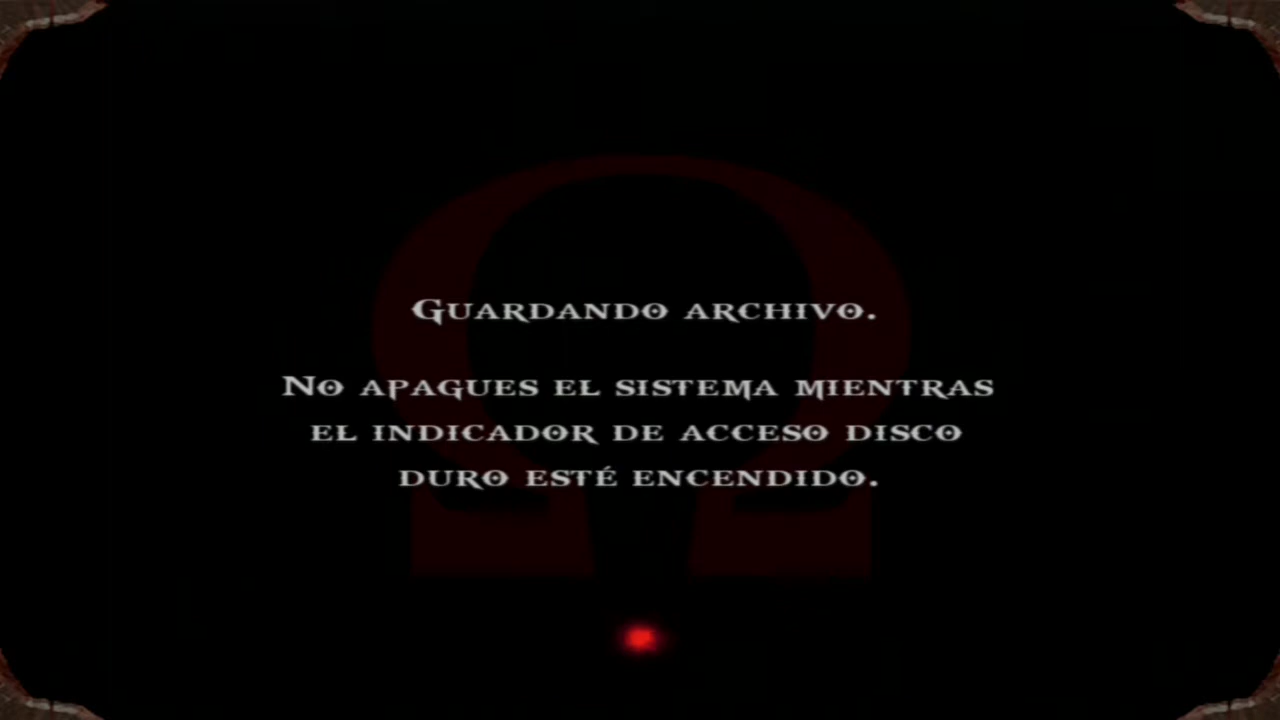 Guardando archivo.
No apagues el sistema mientras
el indicador de acceso disco
duro esté encendido.